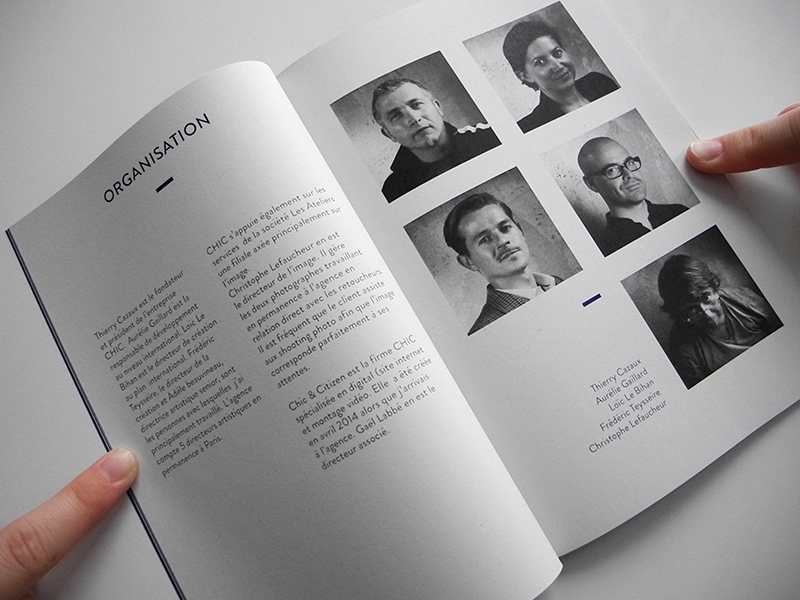 ORGANISATION
Thierry Cazaux est le fondateur
et président de l'entreprise
CHIC. Aurélie Gaillard est la
responsable de développement
au niveau international. Loïc Le
Bihan est le directeur de création
au plan international. Frédéric
Teysseire, le directeur de la
création et Adèle beauvineau,
directrice artistique senior, sont
les personnes avec lesquelles j'ai
principalement travaillé. L'agence
compte 5 directeurs artistiques en
permanence à Paris.
CHIC s'appuie également sur les
services de la société Les Ateliers
une filiale axée principalement sur
l'image.
Christophe Lefaucheur en est
le directeur de l'image. Il gère
les deux photographes travaillant
en permanence à l'agence en
relation direct avec les retoucheurs.
Il est fréquent que le client assiste
aux shooting photo afin que l'image
corresponde parfaitement à ses
attentes.
Chic & Citizen est la firme CHIC
spécialisée en digital (site internet
et montage vidéo). Elle a été créée
en avril 2014 alors que j'arrivais
à l'agence. Gael Labbé en est le
directeur associé.
Thierry Cazaux
Aurélie Gaillard
Loïc Le Bihan
Frédéric Teysseire
Christophe Lefaucheur